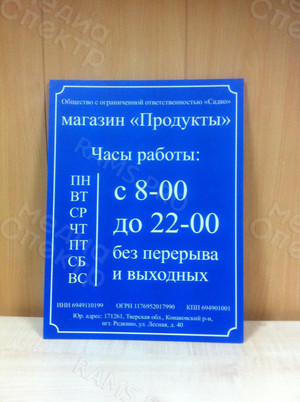 Общество с ограниченной ответственностью «Садко»
магазин «Продукты»
Часы работы:
ПН
ВТ
СР
ЧТ
ПТ
СБ
ВС
с 8-00
до 22-00
без перерыва
и выходных
ИНН 6949110199 ОГРН 1176952017990 КПП 694901001
Юр. адрес: 171261, Тверская обл., Конаковский р-н,
пгт. Редкино, ул. Лесная, д. 40
Медиа
Спектр